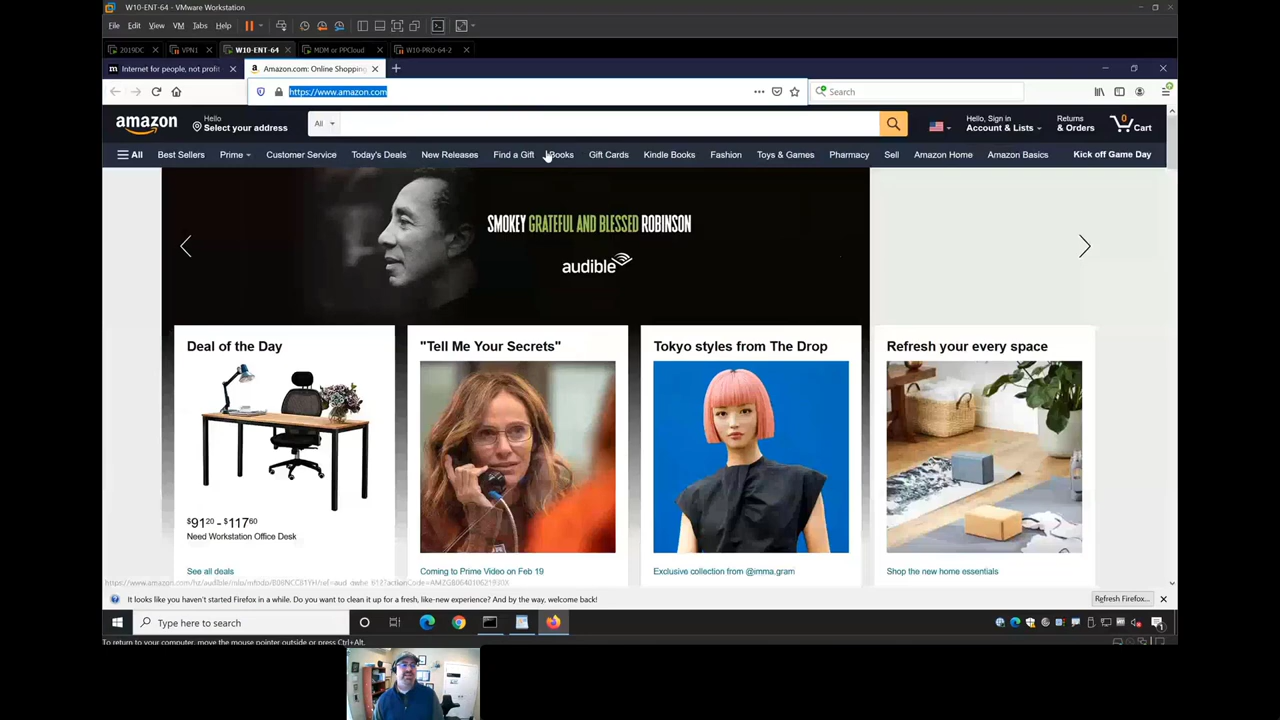 W10-ENT-64 - VMware Workstation
File Edit View VM Tabs Help
2019DC VPN1 W10-ENT-64 MDM or PPCloud W10-PRO-64-2
Internet for people, not profit Amazon.com: Online Shopping
https://www.amazon.com Search
amazon
Hello
Select your address
All
Hello, Sign in
Account & Lists
Returns
& Orders
0
Cart
All Best Sellers Prime Customer Service Today's Deals New Releases Find a Gift Books Gift Cards Kindle Books Fashion Toys & Games Pharmacy Sell Amazon Home Amazon Basics Kick off Game Day
SMOKEY GRATEFUL AND BLESSED ROBINSON
audible
Deal of the Day
$9120 - $11760
Need Workstation Office Desk
See all deals
"Tell Me Your Secrets"
Coming to Prime Video on Feb 19
Tokyo styles from The Drop
Exclusive collection from @imma.gram
Refresh your every space
Shop the new home essentials
It looks like you haven't started Firefox in a while. Do you want to clean it up for a fresh, like-new experience? And by the way, welcome back! Refresh Firefox...
Type here to search
To return to your computer, move the mouse pointer outside or press Ctrl+Alt.